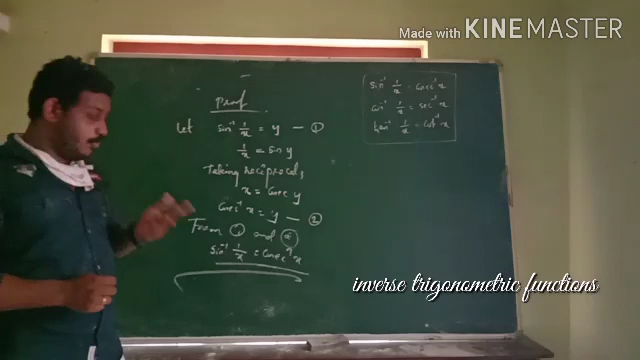 Made with KINEMASTER
Proof
Let sin⁻¹ 1/x = y — ①
1/x = sin y
Taking reciprocals,
x = cosec y
cosec⁻¹ x = y — ②
From ① and ②
sin⁻¹ 1/x = cosec⁻¹ x
sin⁻¹ 1/x = cosec⁻¹ x
cos⁻¹ 1/x = sec⁻¹ x
tan⁻¹ 1/x = cot⁻¹ x
inverse trigonometric functions